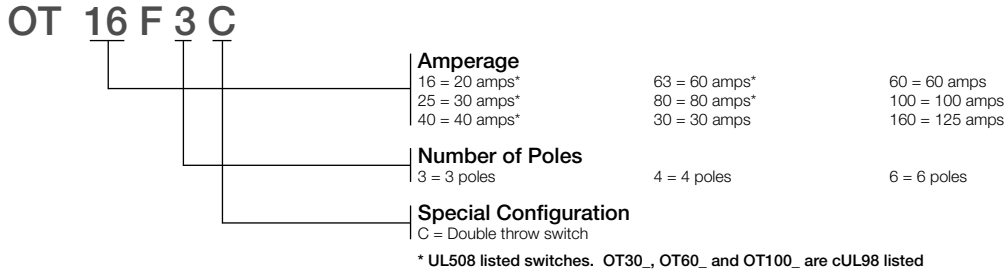 OT 16 F 3 C
Amperage
16 = 20 amps* 63 = 60 amps* 60 = 60 amps
25 = 30 amps* 80 = 80 amps* 100 = 100 amps
40 = 40 amps* 30 = 30 amps 160 = 125 amps
Number of Poles
3 = 3 poles 4 = 4 poles 6 = 6 poles
Special Configuration
C = Double throw switch
* UL508 listed switches. OT30_, OT60_ and OT100_ are cUL98 listed